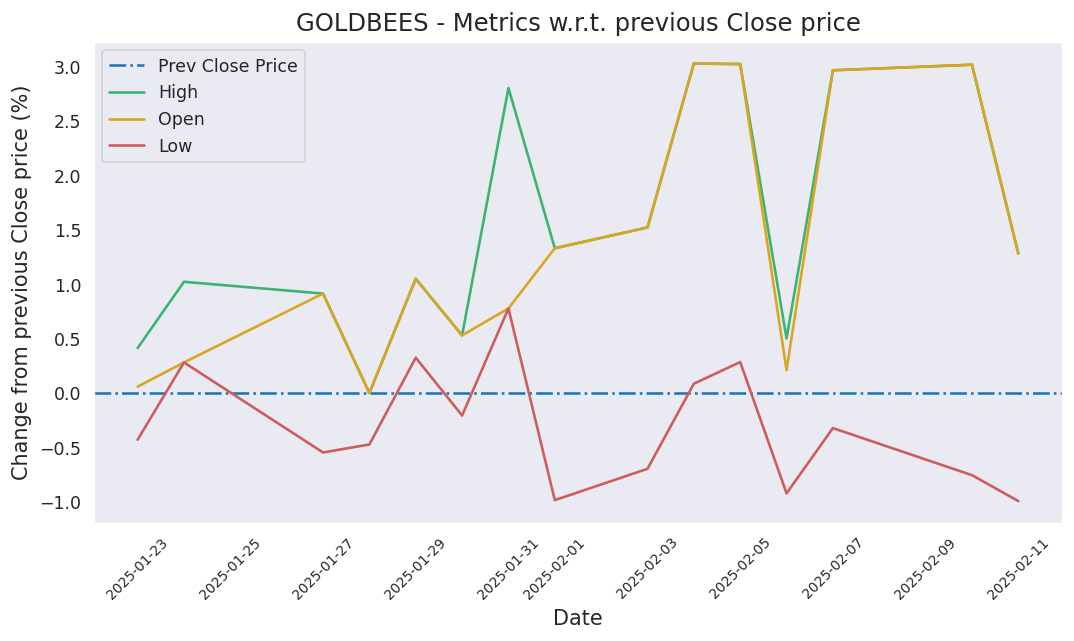 GOLDBEES - Metrics w.r.t. previous Close price
Prev Close Price
High
Open
Low
Change from previous Close price (%)
3.0
2.5
2.0
1.5
1.0
0.5
0.0
−0.5
−1.0
2025-01-23
2025-01-25
2025-01-27
2025-01-29
2025-01-31
2025-02-01
2025-02-03
2025-02-05
2025-02-07
2025-02-09
2025-02-11
Date